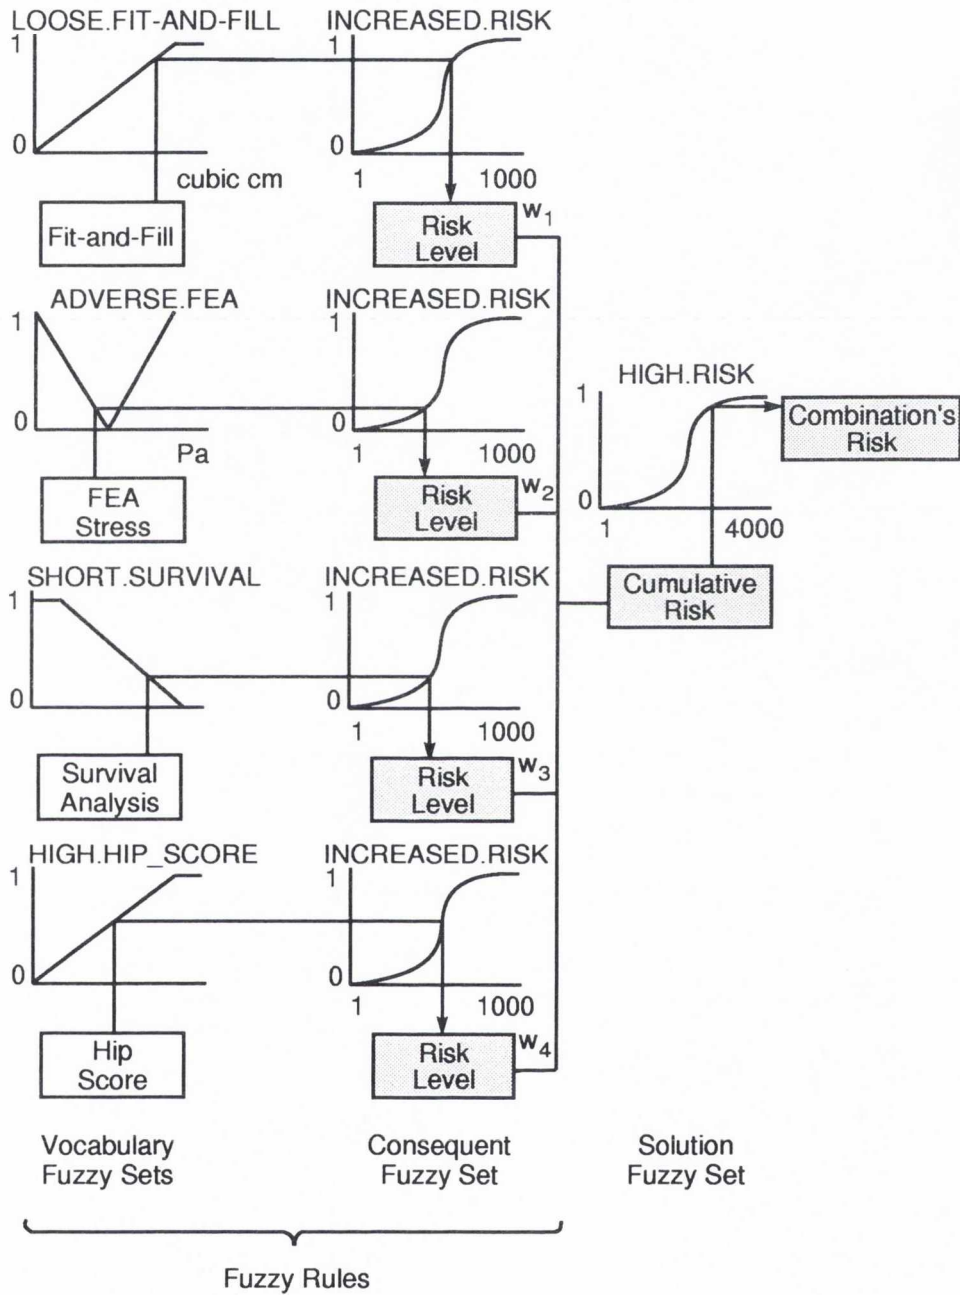 LOOSE.FIT-AND-FILL
1
0
cubic cm
Fit-and-Fill
INCREASED.RISK
1
0
1 1000
Risk
Level
w1
ADVERSE.FEA
1
0
Pa
FEA
Stress
INCREASED.RISK
1
0
1 1000
Risk
Level
w2
SHORT.SURVIVAL
1
0
Survival
Analysis
INCREASED.RISK
1
0
1 1000
Risk
Level
w3
HIGH.HIP_SCORE
1
0
Hip
Score
INCREASED.RISK
1
0
1 1000
Risk
Level
w4
HIGH.RISK
1
0
1 4000
Combination's
Risk
Cumulative
Risk
Vocabulary
Fuzzy Sets
Consequent
Fuzzy Set
Solution
Fuzzy Set
Fuzzy Rules